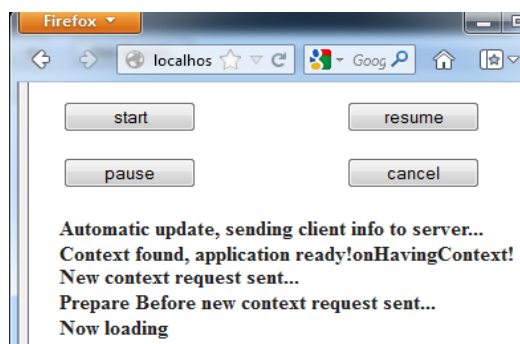 Firefox
localhos Goog
start resume
pause cancel
Automatic update, sending client info to server...
Context found, application ready!onHavingContext!
New context request sent...
Prepare Before new context request sent...
Now loading